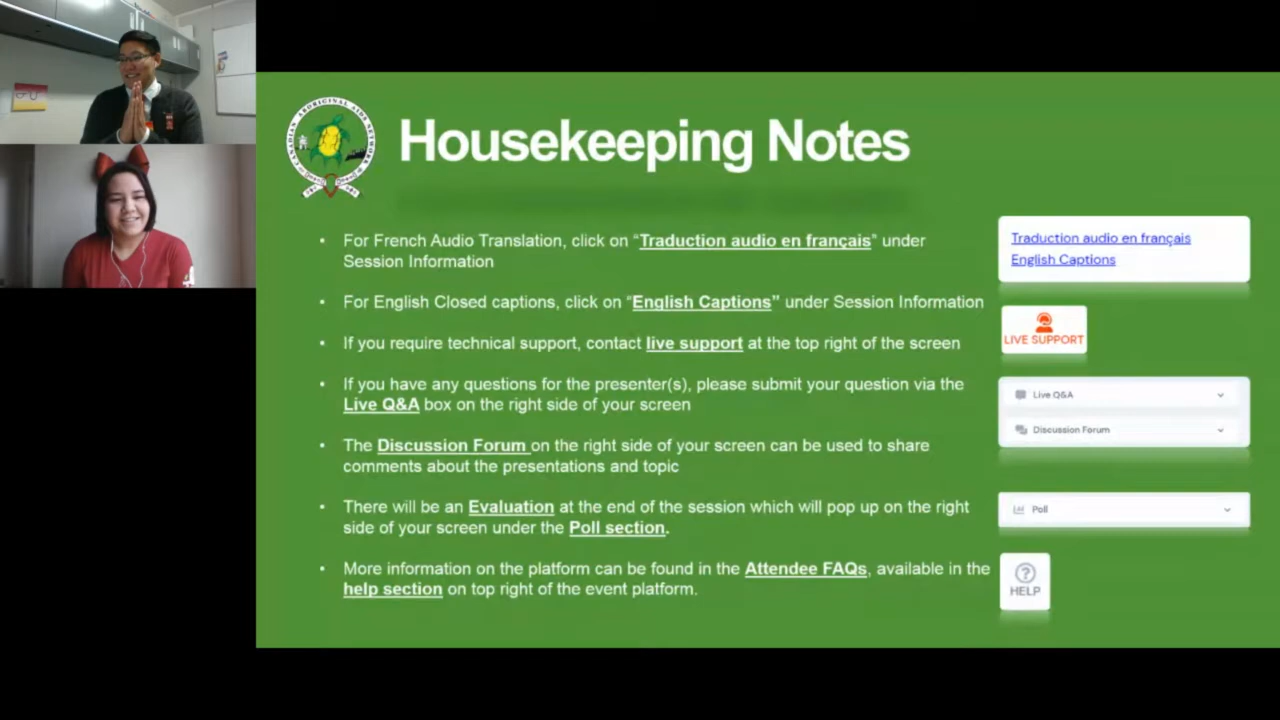 CANADIAN ABORIGINAL AIDS NETWORK
Housekeeping Notes
• For French Audio Translation, click on “Traduction audio en français” under
Session Information
• For English Closed captions, click on “English Captions” under Session Information
• If you require technical support, contact live support at the top right of the screen
• If you have any questions for the presenter(s), please submit your question via the
Live Q&A box on the right side of your screen
• The Discussion Forum on the right side of your screen can be used to share
comments about the presentations and topic
• There will be an Evaluation at the end of the session which will pop up on the right
side of your screen under the Poll section.
• More information on the platform can be found in the Attendee FAQs, available in the
help section on top right of the event platform.
Traduction audio en français
English Captions
LIVE SUPPORT
Live Q&A
Discussion Forum
Poll
HELP